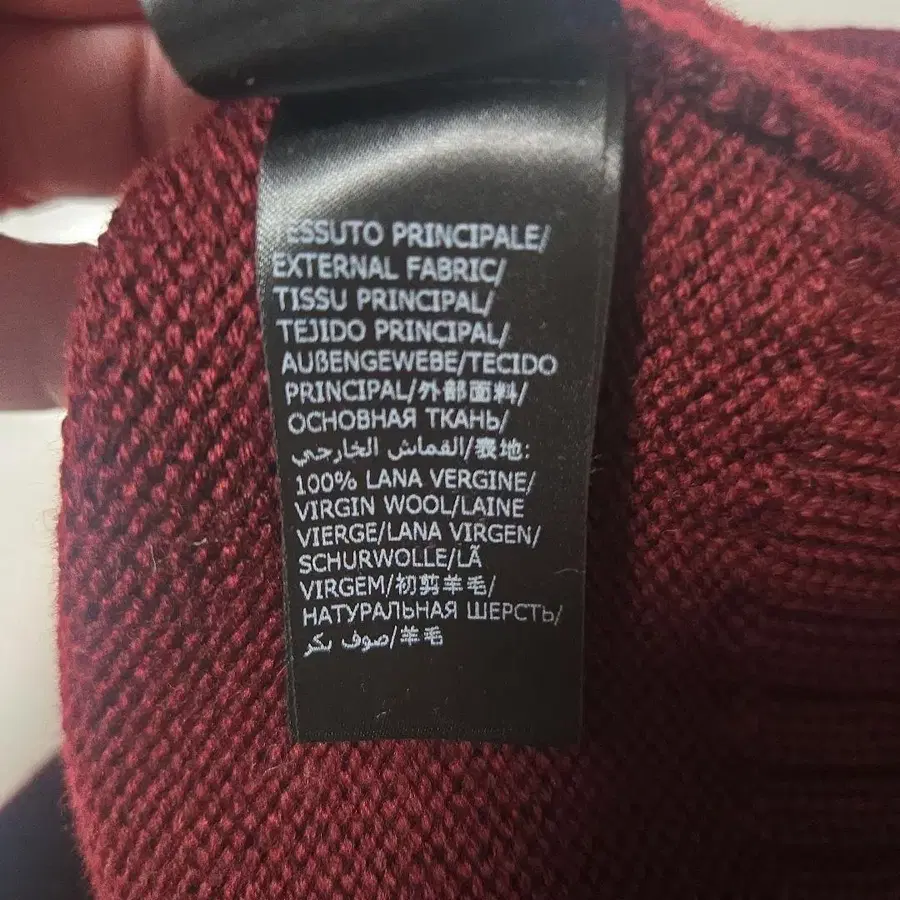 TESSUTO PRINCIPALE/
EXTERNAL FABRIC/
TISSU PRINCIPAL/
TEJIDO PRINCIPAL/
AUßENGEWEBE/TECIDO
PRINCIPAL/外部面料/
ОСНОВНАЯ ТКАНЬ/
القماش الخارجي/表地:
100% LANA VERGINE/
VIRGIN WOOL/LAINE
VIERGE/LANA VIRGEN/
SCHURWOLLE/LÃ
VIRGEM/初剪羊毛/
НАТУРАЛЬНАЯ ШЕРСТЬ/
صوف بكر/羊毛